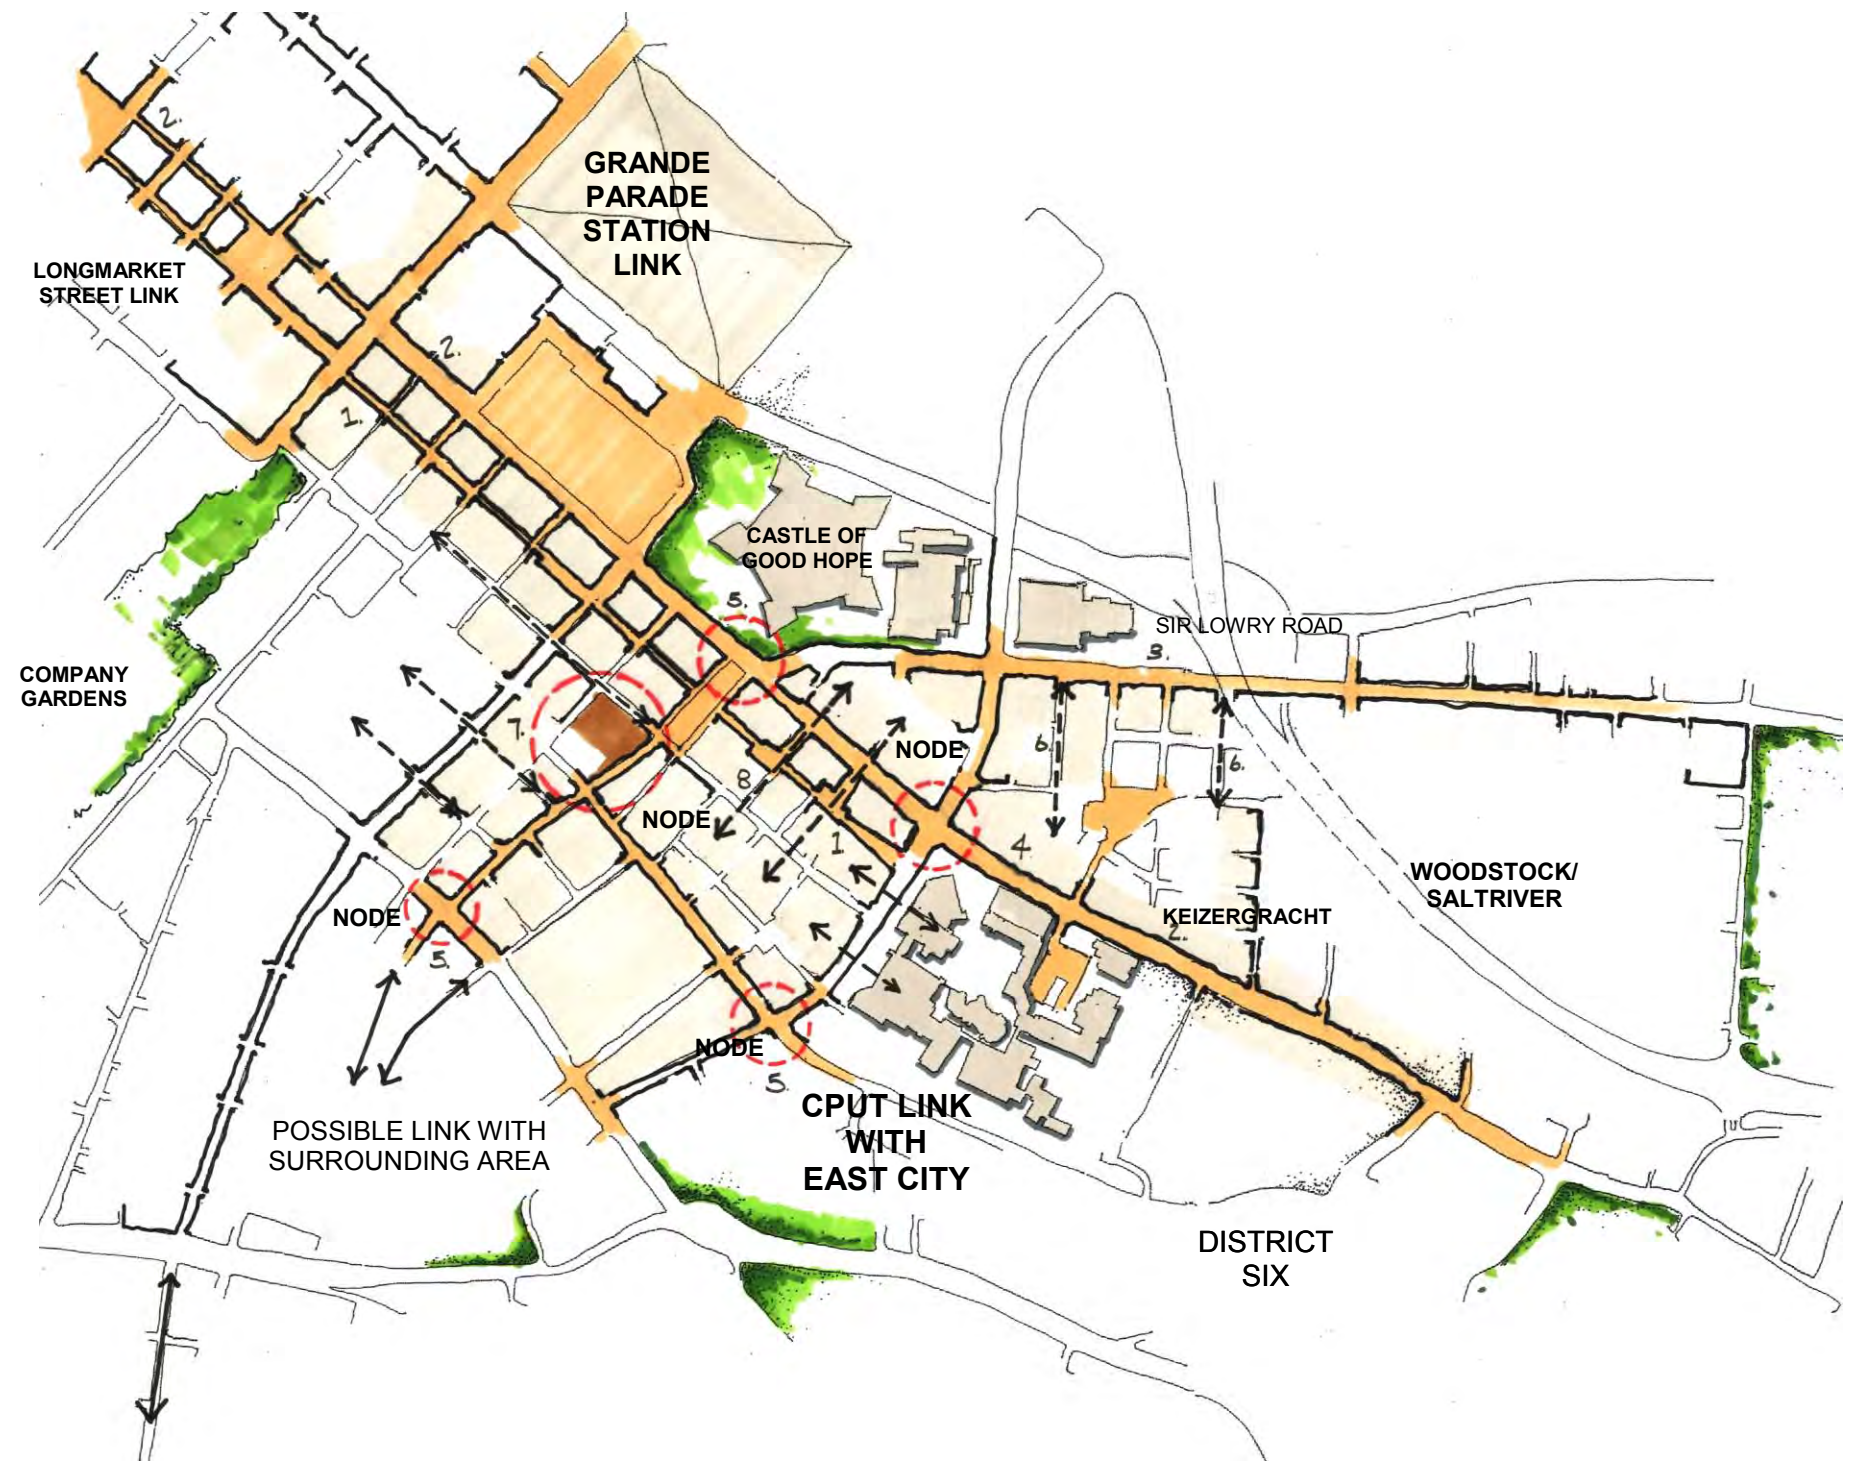 2.
GRANDE
PARADE
STATION
LINK
LONGMARKET
STREET LINK
2.
1.
CASTLE OF
GOOD HOPE
5.
SIR LOWRY ROAD
3.
COMPANY
GARDENS
7.
NODE
6.
6.
8
NODE
1
4
WOODSTOCK/
SALTRIVER
NODE
KEIZERGRACHT
2.
5.
NODE
5.
CPUT LINK
WITH
EAST CITY
POSSIBLE LINK WITH
SURROUNDING AREA
DISTRICT
SIX